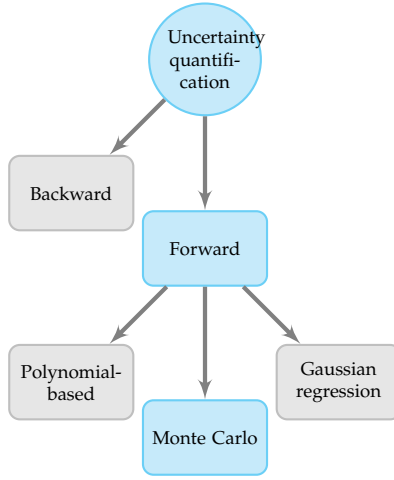 Uncertainty
quantifi-
cation
Backward
Forward
Polynomial-
based
Gaussian
regression
Monte Carlo